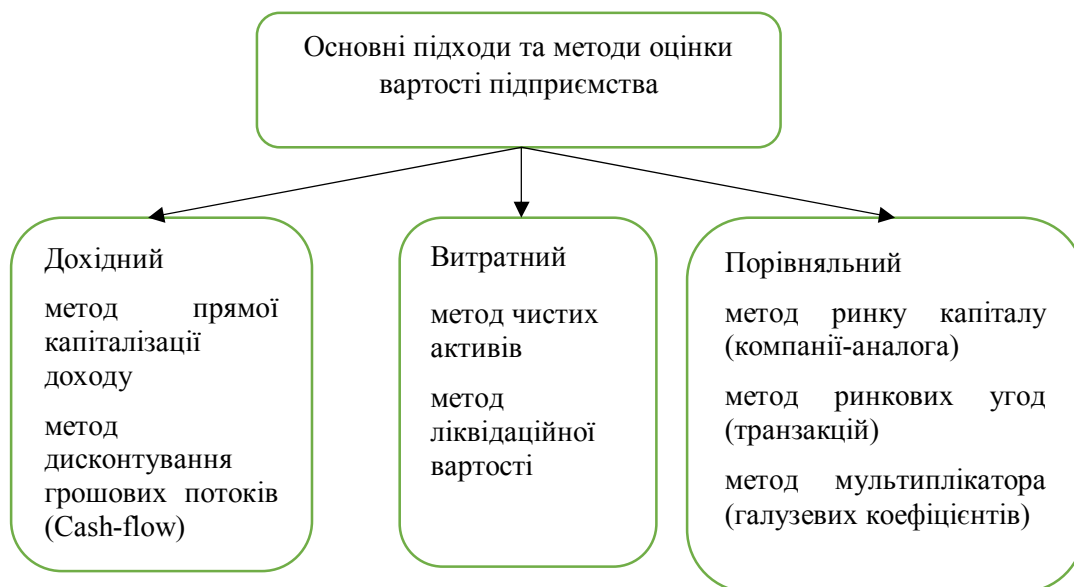 Основні підходи та методи оцінки
вартості підприємства
Дохідний
метод прямої
капіталізації
доходу
метод
дисконтування
грошових потоків
(Cash-flow)
Витратний
метод чистих
активів
метод
ліквідаційної
вартості
Порівняльний
метод ринку капіталу
(компанії-аналога)
метод ринкових угод
(транзакцій)
метод мультиплікатора
(галузевих коефіцієнтів)